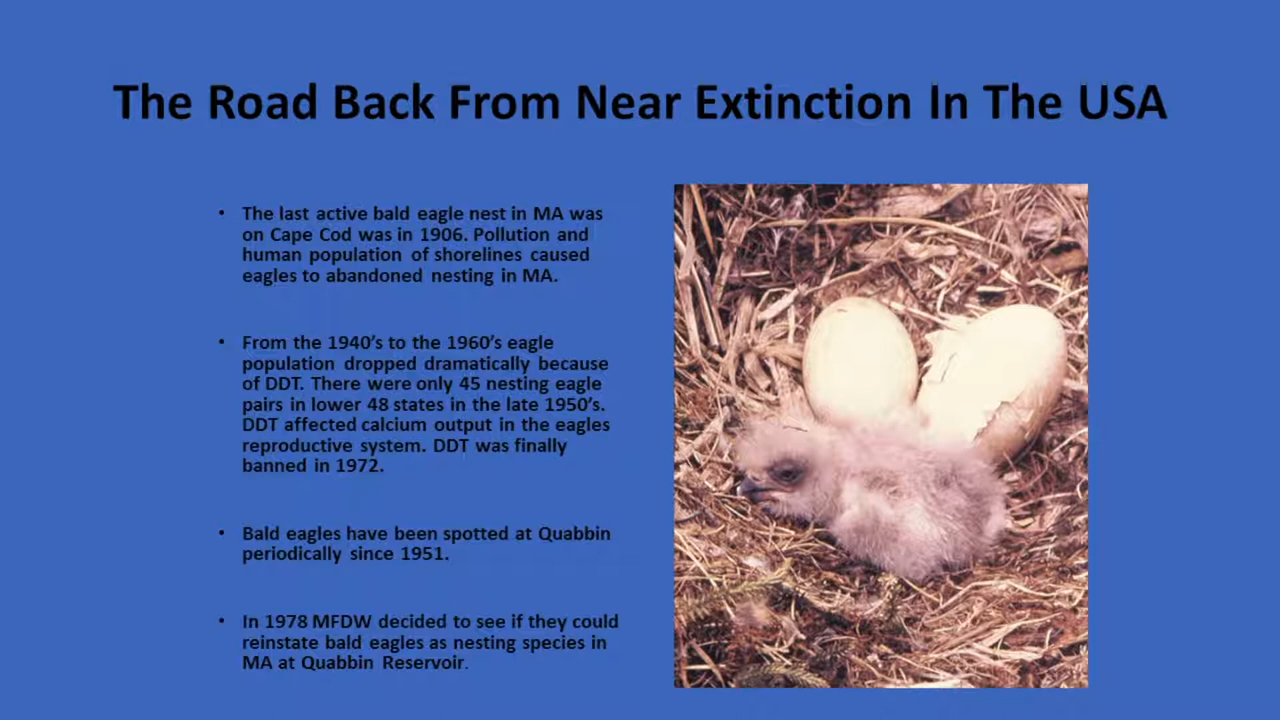 The Road Back From Near Extinction In The USA
• The last active bald eagle nest in MA was
on Cape Cod was in 1906. Pollution and
human population of shorelines caused
eagles to abandoned nesting in MA.
• From the 1940's to the 1960's eagle
population dropped dramatically because
of DDT. There were only 45 nesting eagle
pairs in lower 48 states in the late 1950's.
DDT affected calcium output in the eagles
reproductive system. DDT was finally
banned in 1972.
• Bald eagles have been spotted at Quabbin
periodically since 1951.
• In 1978 MFDW decided to see if they could
reinstate bald eagles as nesting species in
MA at Quabbin Reservoir.